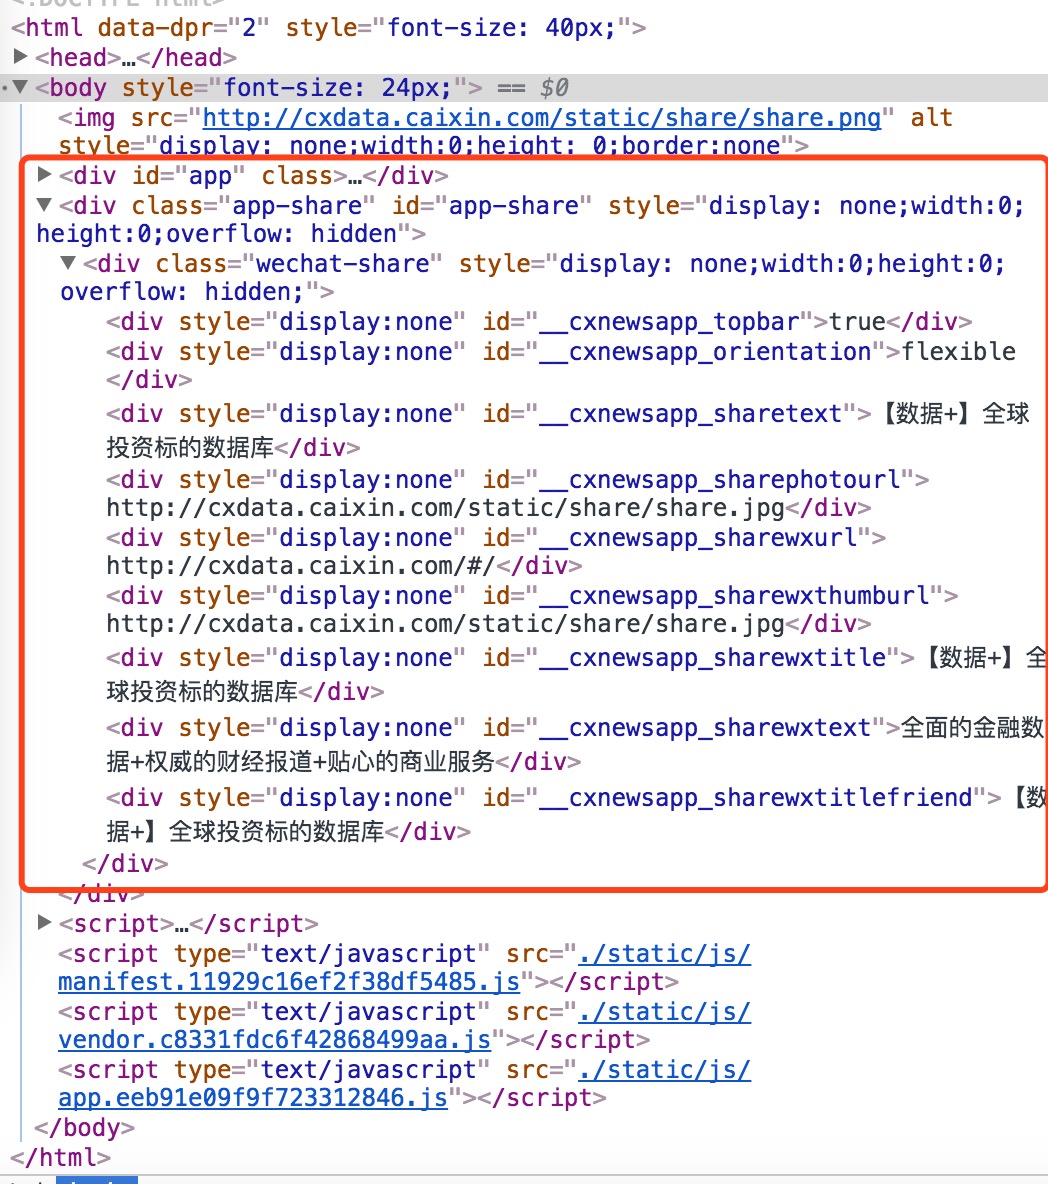 <html data-dpr="2" style="font-size: 40px;">
▶<head>…</head>
▼<body style="font-size: 24px;"> == $0
<img src="http://cxdata.caixin.com/static/share/share.png" alt
style="display: none;width:0;height: 0;border:none">
▶<div id="app" class>…</div>
▼<div class="app-share" id="app-share" style="display: none;width:0;
height:0;overflow: hidden">
▼<div class="wechat-share" style="display: none;width:0;height:0;
overflow: hidden;">
<div style="display:none" id="__cxnewsapp_topbar">true</div>
<div style="display:none" id="__cxnewsapp_orientation">flexible
</div>
<div style="display:none" id="__cxnewsapp_sharetext">【数据+】全球
投资标的数据库</div>
<div style="display:none" id="__cxnewsapp_sharephotourl">
http://cxdata.caixin.com/static/share/share.jpg</div>
<div style="display:none" id="__cxnewsapp_sharewxurl">
http://cxdata.caixin.com/#/</div>
<div style="display:none" id="__cxnewsapp_sharewxthumburl">
http://cxdata.caixin.com/static/share/share.jpg</div>
<div style="display:none" id="__cxnewsapp_sharewxtitle">【数据+】全
球投资标的数据库</div>
<div style="display:none" id="__cxnewsapp_sharewxtext">全面的金融数
据+权威的财经报道+贴心的商业服务</div>
<div style="display:none" id="__cxnewsapp_sharewxtitlefriend">【数
据+】全球投资标的数据库</div>
</div>
</div>
▶<script>…</script>
<script type="text/javascript" src="./static/js/
manifest.11929c16ef2f38df5485.js"></script>
<script type="text/javascript" src="./static/js/
vendor.c8331fdc6f42868499aa.js"></script>
<script type="text/javascript" src="./static/js/
app.eeb91e09f9f723312846.js"></script>
</body>
</html>